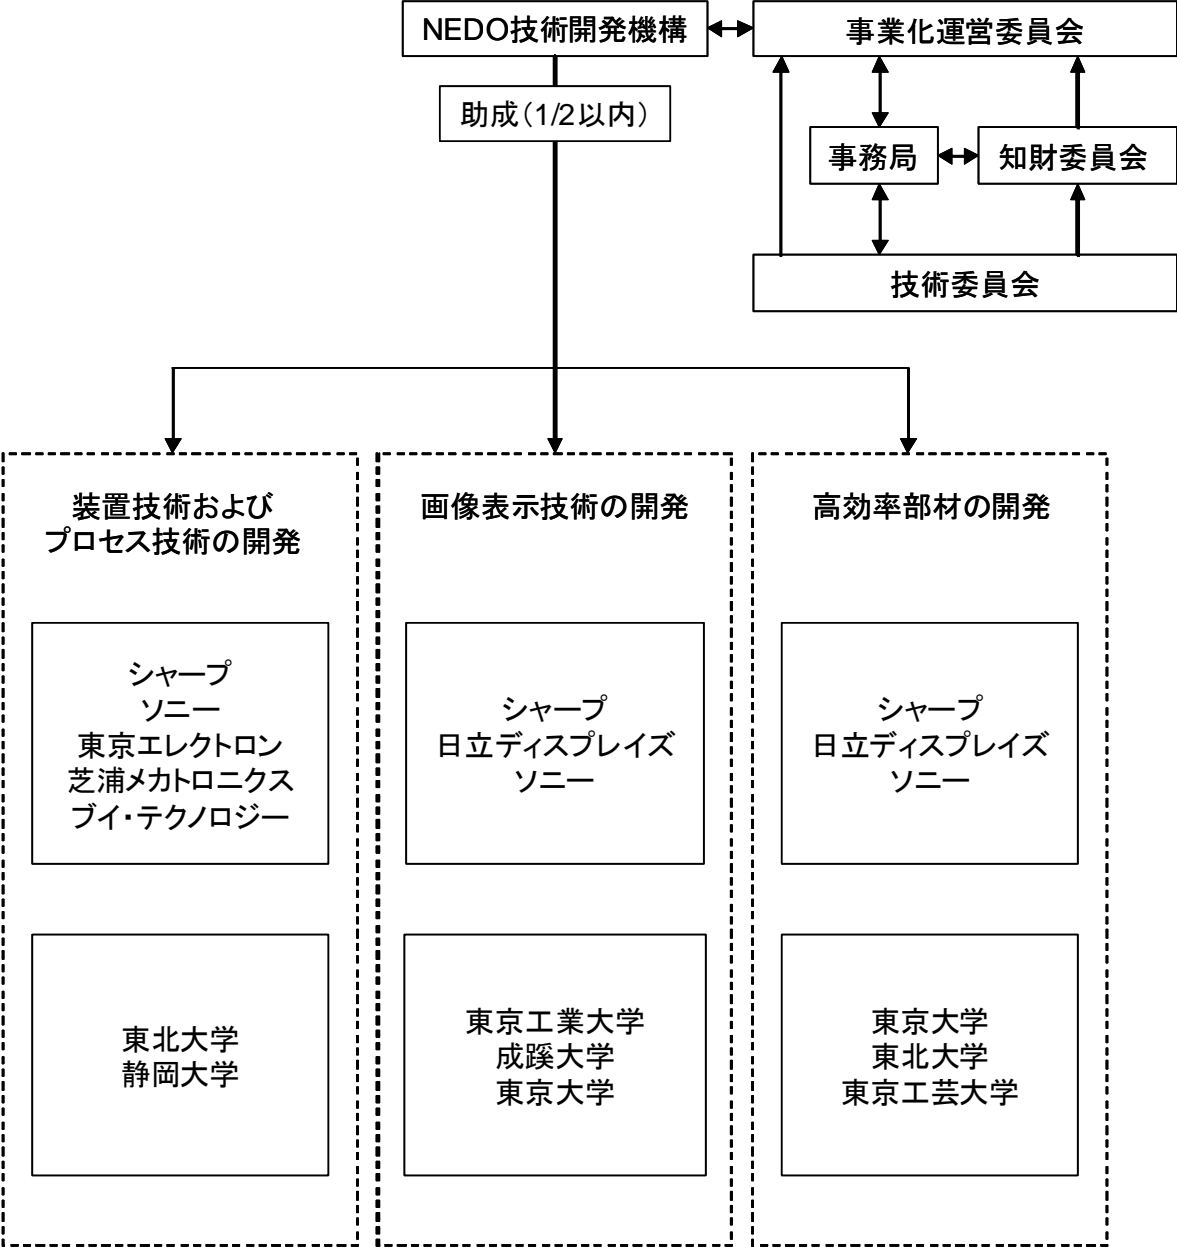 NEDO技術開発機構
事業化運営委員会
助成(1/2以内)
事務局
知財委員会
技術委員会
装置技術および
プロセス技術の開発
シャープ
ソニー
東京エレクトロン
芝浦メカトロニクス
ブイ・テクノロジー
東北大学
静岡大学
画像表示技術の開発
シャープ
日立ディスプレイズ
ソニー
東京工業大学
成蹊大学
東京大学
高効率部材の開発
シャープ
日立ディスプレイズ
ソニー
東京大学
東北大学
東京工芸大学